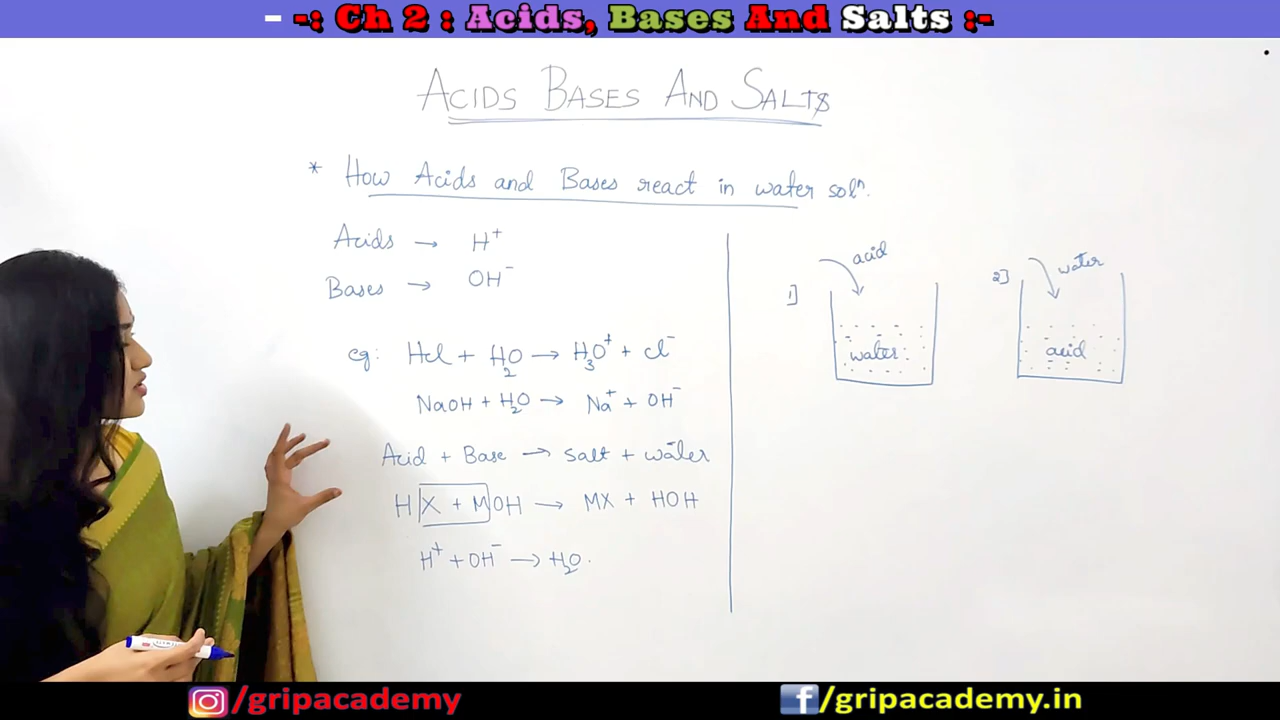 - -: Ch 2 : Acids, Bases And Salts :-
ACIDS BASES AND SALTS
* How Acids and Bases react in water solⁿ.
Acids → H⁺
Bases → OH⁻
eg: Hcl + H₂O → H₃O⁺ + cl⁻
NaOH + H₂O → Na⁺ + OH⁻
Acid + Base → Salt + water
H X + M OH → MX + HOH
H⁺ + OH⁻ → H₂O.
1] acid
water
2] water
acid
/gripacademy
f/gripacademy.in